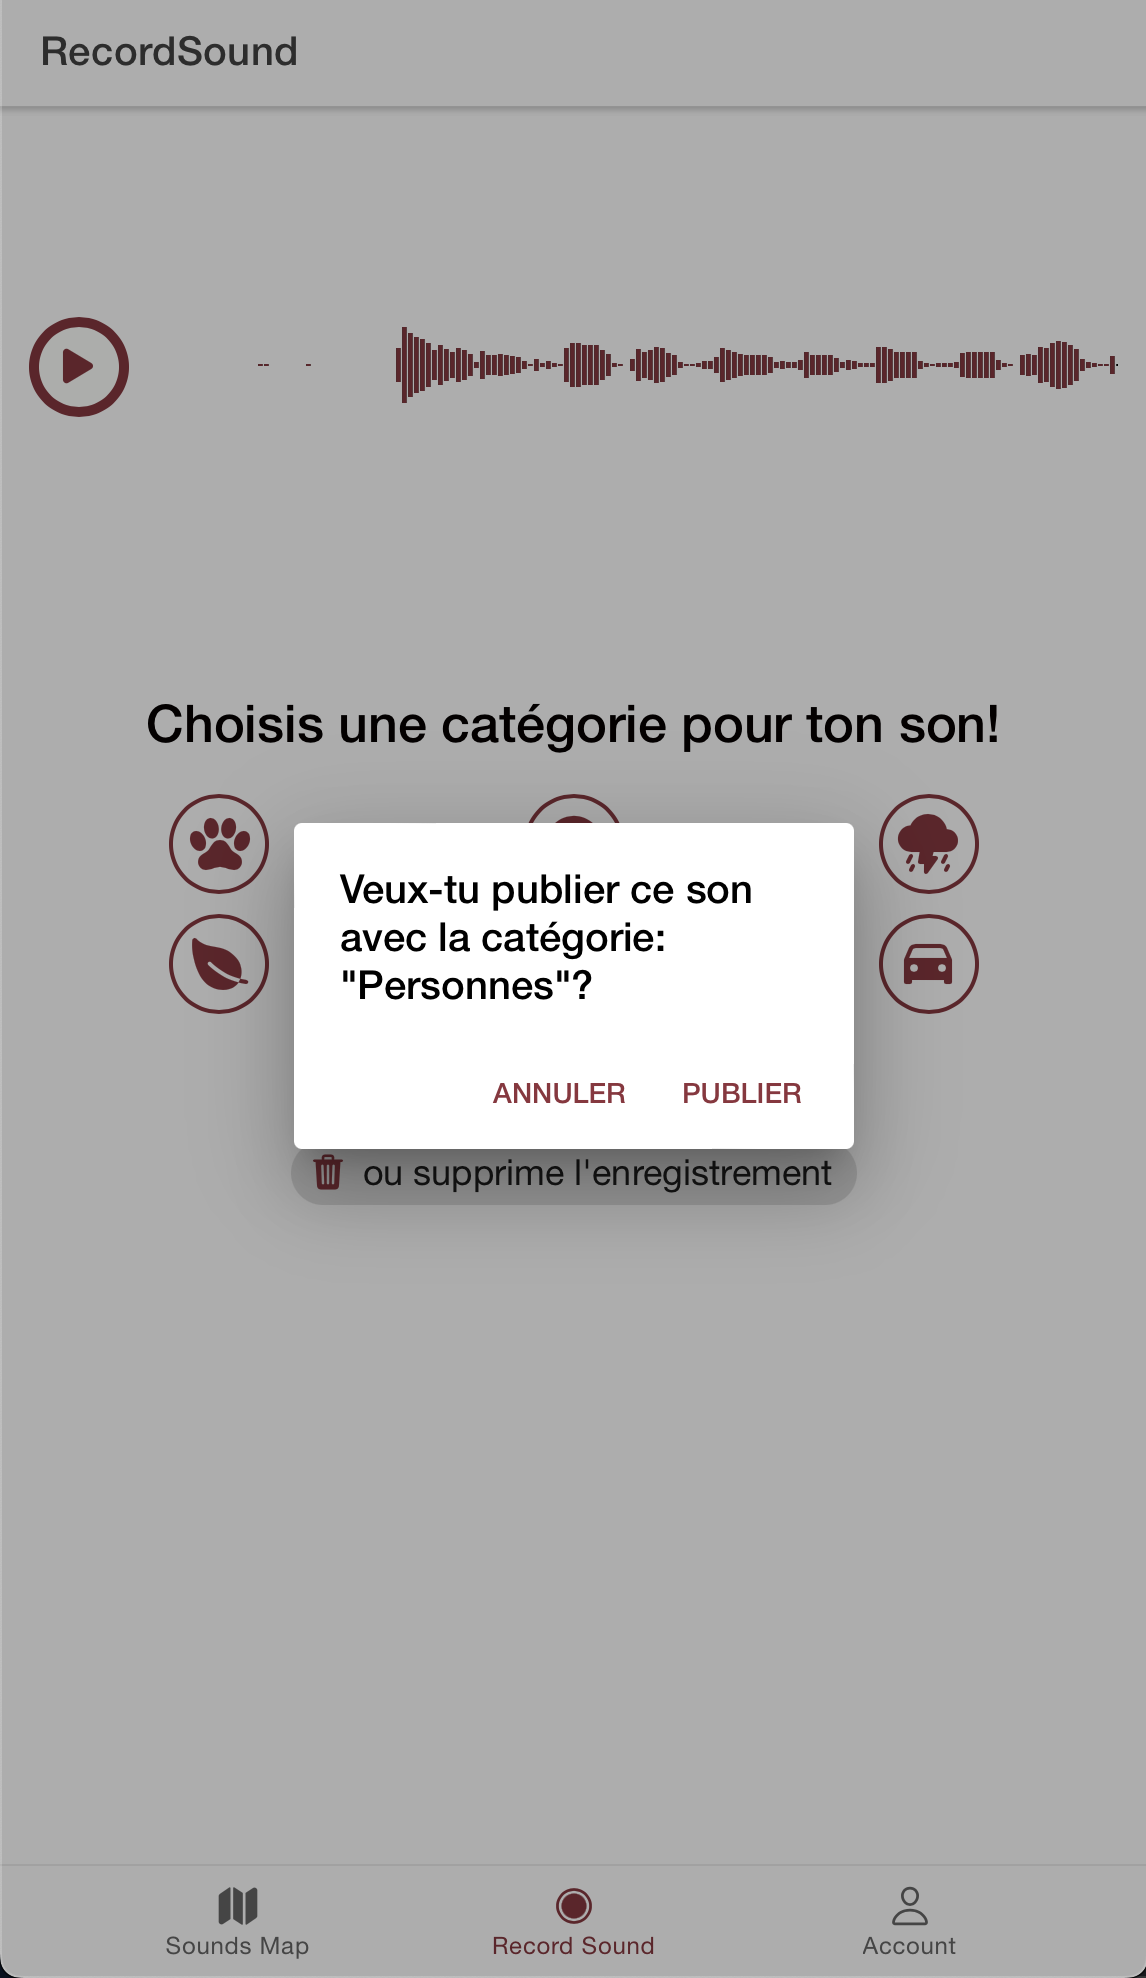 RecordSound
Choisis une catégorie pour ton son!
Veux-tu publier ce son
avec la catégorie:
"Personnes"?
ANNULER PUBLIER
ou supprime l'enregistrement
Sounds Map Record Sound Account